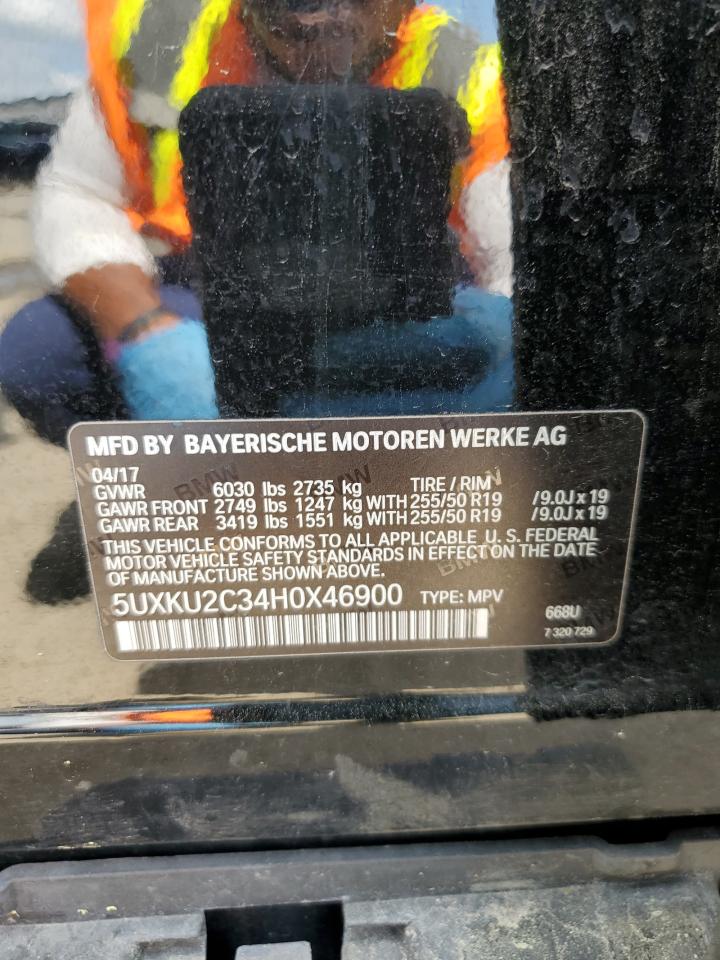 MFD BY BAYERISCHE MOTOREN WERKE AG
04/17
GVWR 6030 lbs 2735 kg TIRE / RIM
GAWR FRONT 2749 lbs 1247 kg WITH 255/50 R19 /9.0J x 19
GAWR REAR 3419 lbs 1551 kg WITH 255/50 R19 /9.0J x 19
THIS VEHICLE CONFORMS TO ALL APPLICABLE U. S. FEDERAL
MOTOR VEHICLE SAFETY STANDARDS IN EFFECT ON THE DATE
OF MANUFACTURE SHOWN ABOVE.
5UXKU2C34H0X46900 TYPE: MPV
668U
7 320 729